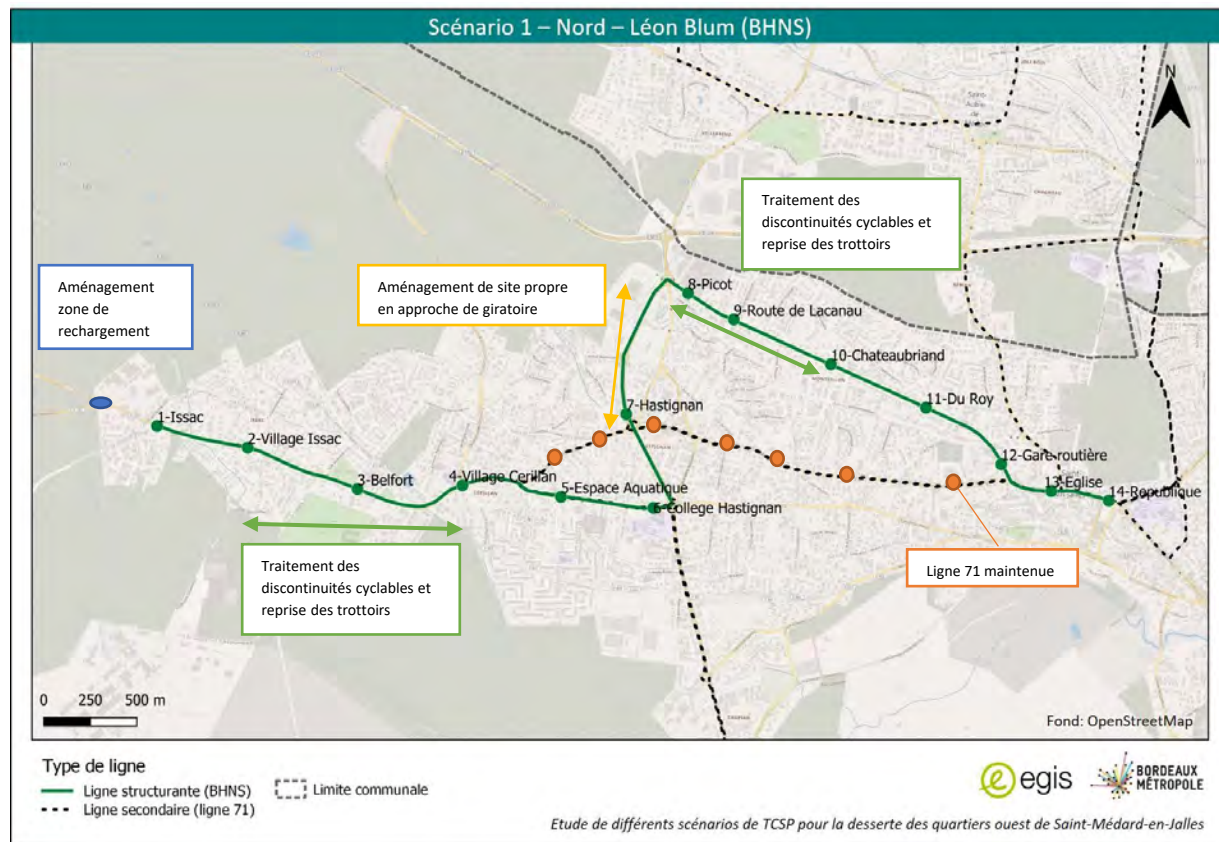 Scénario 1 – Nord – Léon Blum (BHNS)
N
Traitement des
discontinuités cyclables et
reprise des trottoirs
Aménagement
zone de
rechargement
Aménagement de site propre
en approche de giratoire
8-Picot
9-Route de Lacanau
10-Chateaubriand
11-Du Roy
7-Hastignan
1-Issac
2-Village Issac
3-Belfort
4-Village Cerillan
5-Espace Aquatique
6-College Hastignan
12-Gare routière
13-Eglise
14-Republique
Traitement des
discontinuités cyclables et
reprise des trottoirs
Ligne 71 maintenue
0 250 500 m
Fond: OpenStreetMap
Type de ligne
Ligne structurante (BHNS)
Ligne secondaire (ligne 71)
Limite communale
egis
BORDEAUX
MÉTROPOLE
Etude de différents scénarios de TCSP pour la desserte des quartiers ouest de Saint-Médard-en-Jalles